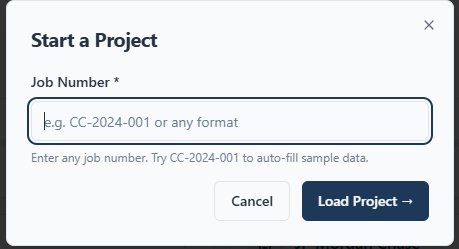 Start a Project
Job Number *
e.g. CC-2024-001 or any format
Enter any job number. Try CC-2024-001 to auto-fill sample data.
Cancel
Load Project →